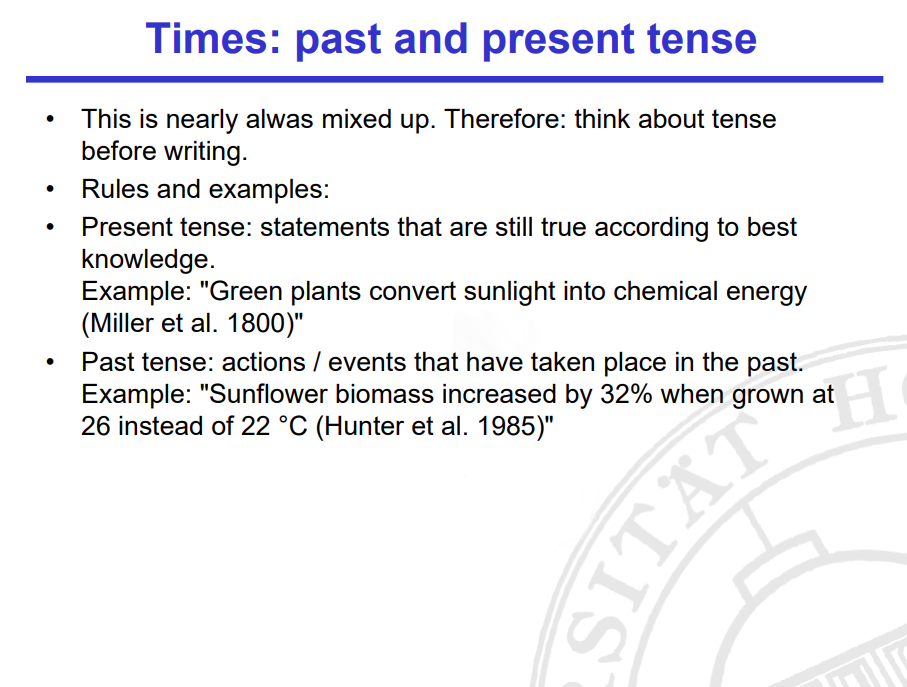 Times: past and present tense
• This is nearly alwas mixed up. Therefore: think about tense
before writing.
• Rules and examples:
• Present tense: statements that are still true according to best
knowledge.
Example: "Green plants convert sunlight into chemical energy
(Miller et al. 1800)"
• Past tense: actions / events that have taken place in the past.
Example: "Sunflower biomass increased by 32% when grown at
26 instead of 22 °C (Hunter et al. 1985)"